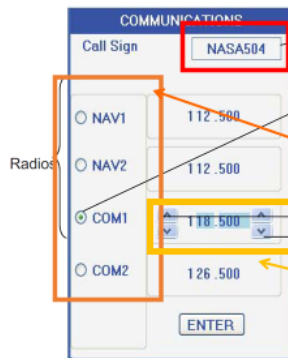 COMMUNICATIONS
Call Sign NASA504
Radios
NAV1 112.500
NAV2 112.500
COM1 118.500
COM2 126.500
ENTER